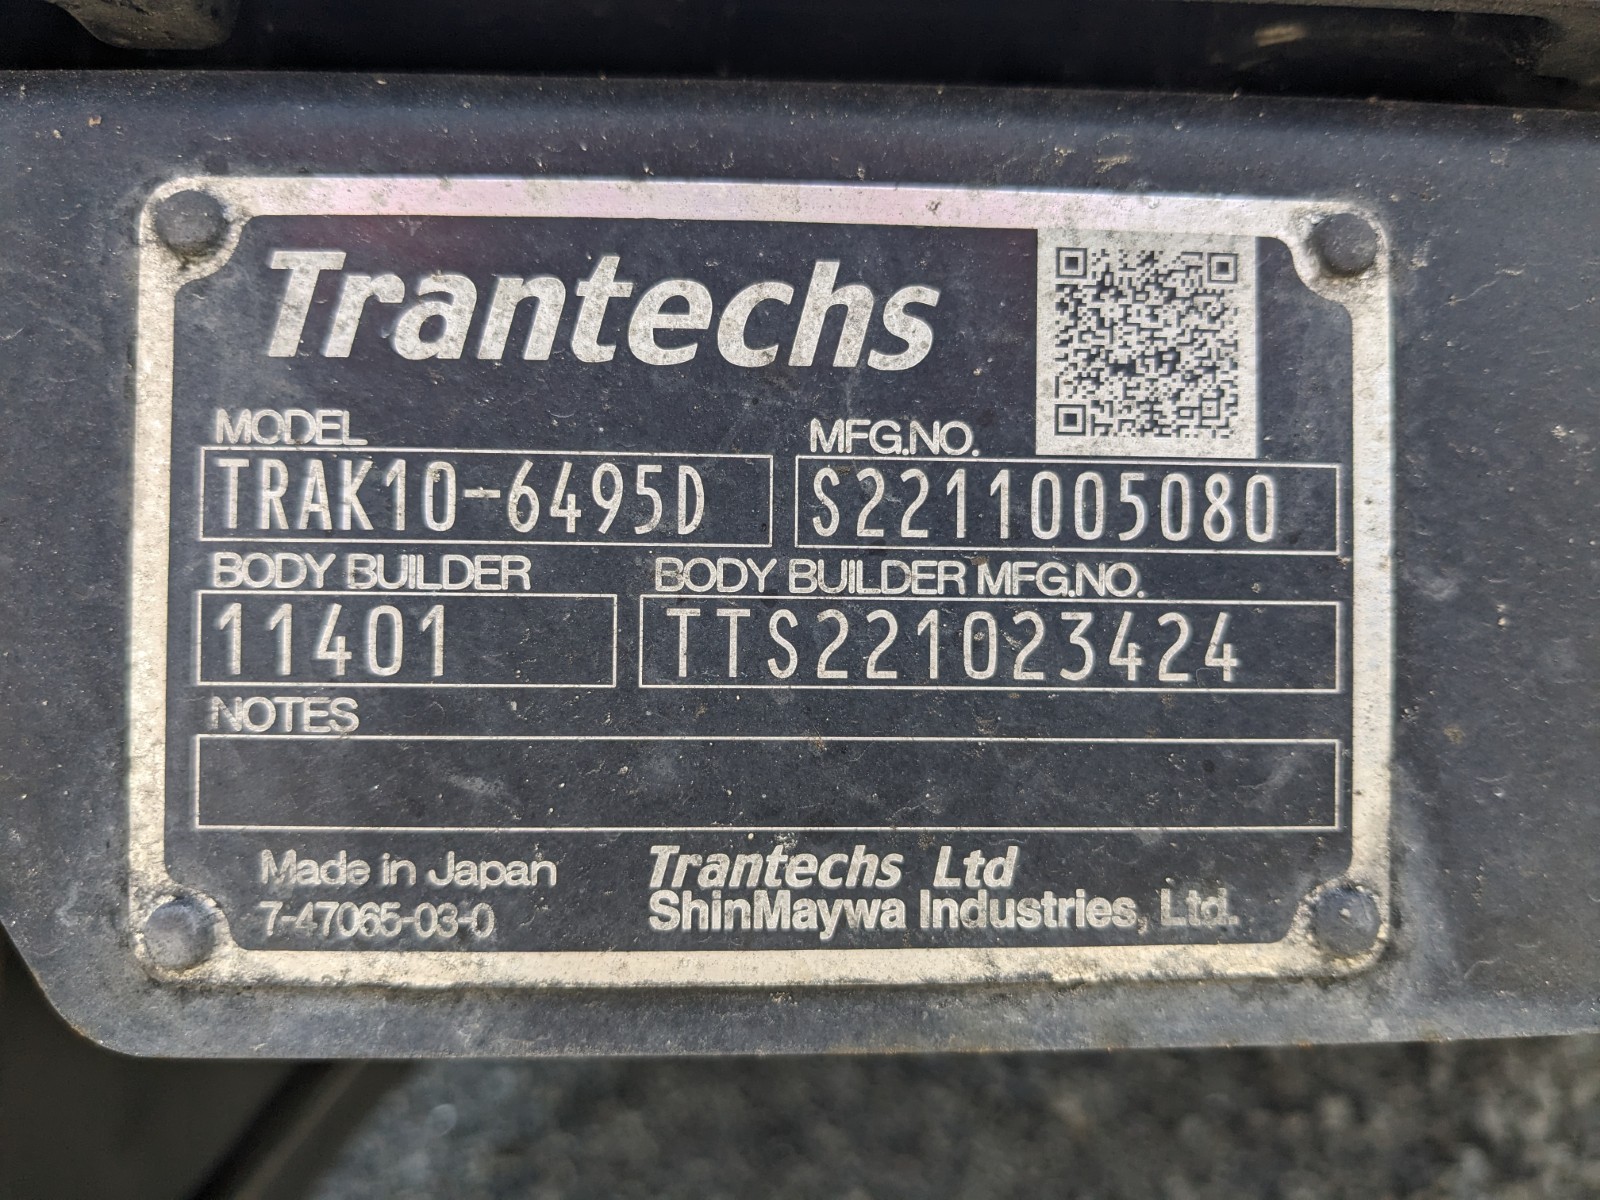 Trantechs
MODEL MFG.NO.
TRAK10-6495D S2211005080
BODY BUILDER BODY BUILDER MFG.NO.
11401 TTS221023424
NOTES
Made in Japan Trantechs Ltd
7-47065-03-0 ShinMaywa Industries, Ltd.